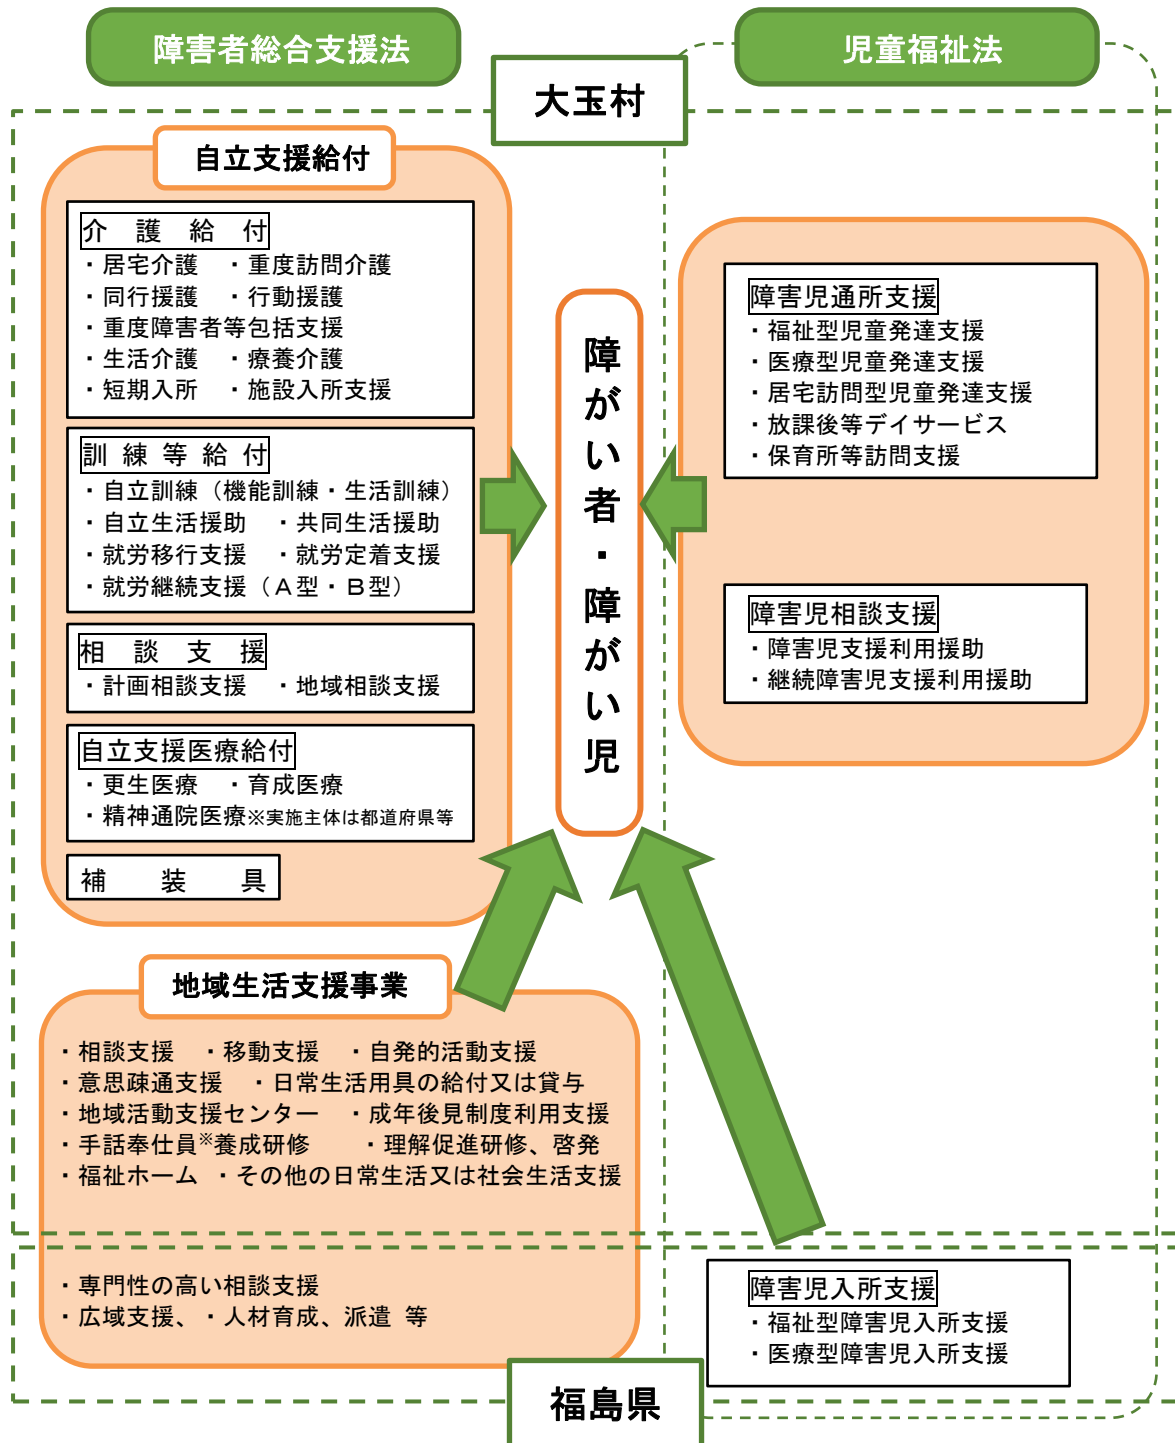 障害者総合支援法
児童福祉法
大玉村
自立支援給付
介護給付
・居宅介護 ・重度訪問介護
・同行援護 ・行動援護
・重度障害者等包括支援
・生活介護 ・療養介護
・短期入所 ・施設入所支援
訓練等給付
・自立訓練（機能訓練・生活訓練）
・自立生活援助 ・共同生活援助
・就労移行支援 ・就労定着支援
・就労継続支援（Ａ型・Ｂ型）
相談支援
・計画相談支援 ・地域相談支援
自立支援医療給付
・更生医療 ・育成医療
・精神通院医療※実施主体は都道府県等
補装具
障がい者・障がい児
障害児通所支援
・福祉型児童発達支援
・医療型児童発達支援
・居宅訪問型児童発達支援
・放課後等デイサービス
・保育所等訪問支援
障害児相談支援
・障害児支援利用援助
・継続障害児支援利用援助
地域生活支援事業
・相談支援 ・移動支援 ・自発的活動支援
・意思疎通支援 ・日常生活用具の給付又は貸与
・地域活動支援センター ・成年後見制度利用支援
・手話奉仕員※養成研修 ・理解促進研修、啓発
・福祉ホーム ・その他の日常生活又は社会生活支援
・専門性の高い相談支援
・広域支援、・人材育成、派遣 等
障害児入所支援
・福祉型障害児入所支援
・医療型障害児入所支援
福島県